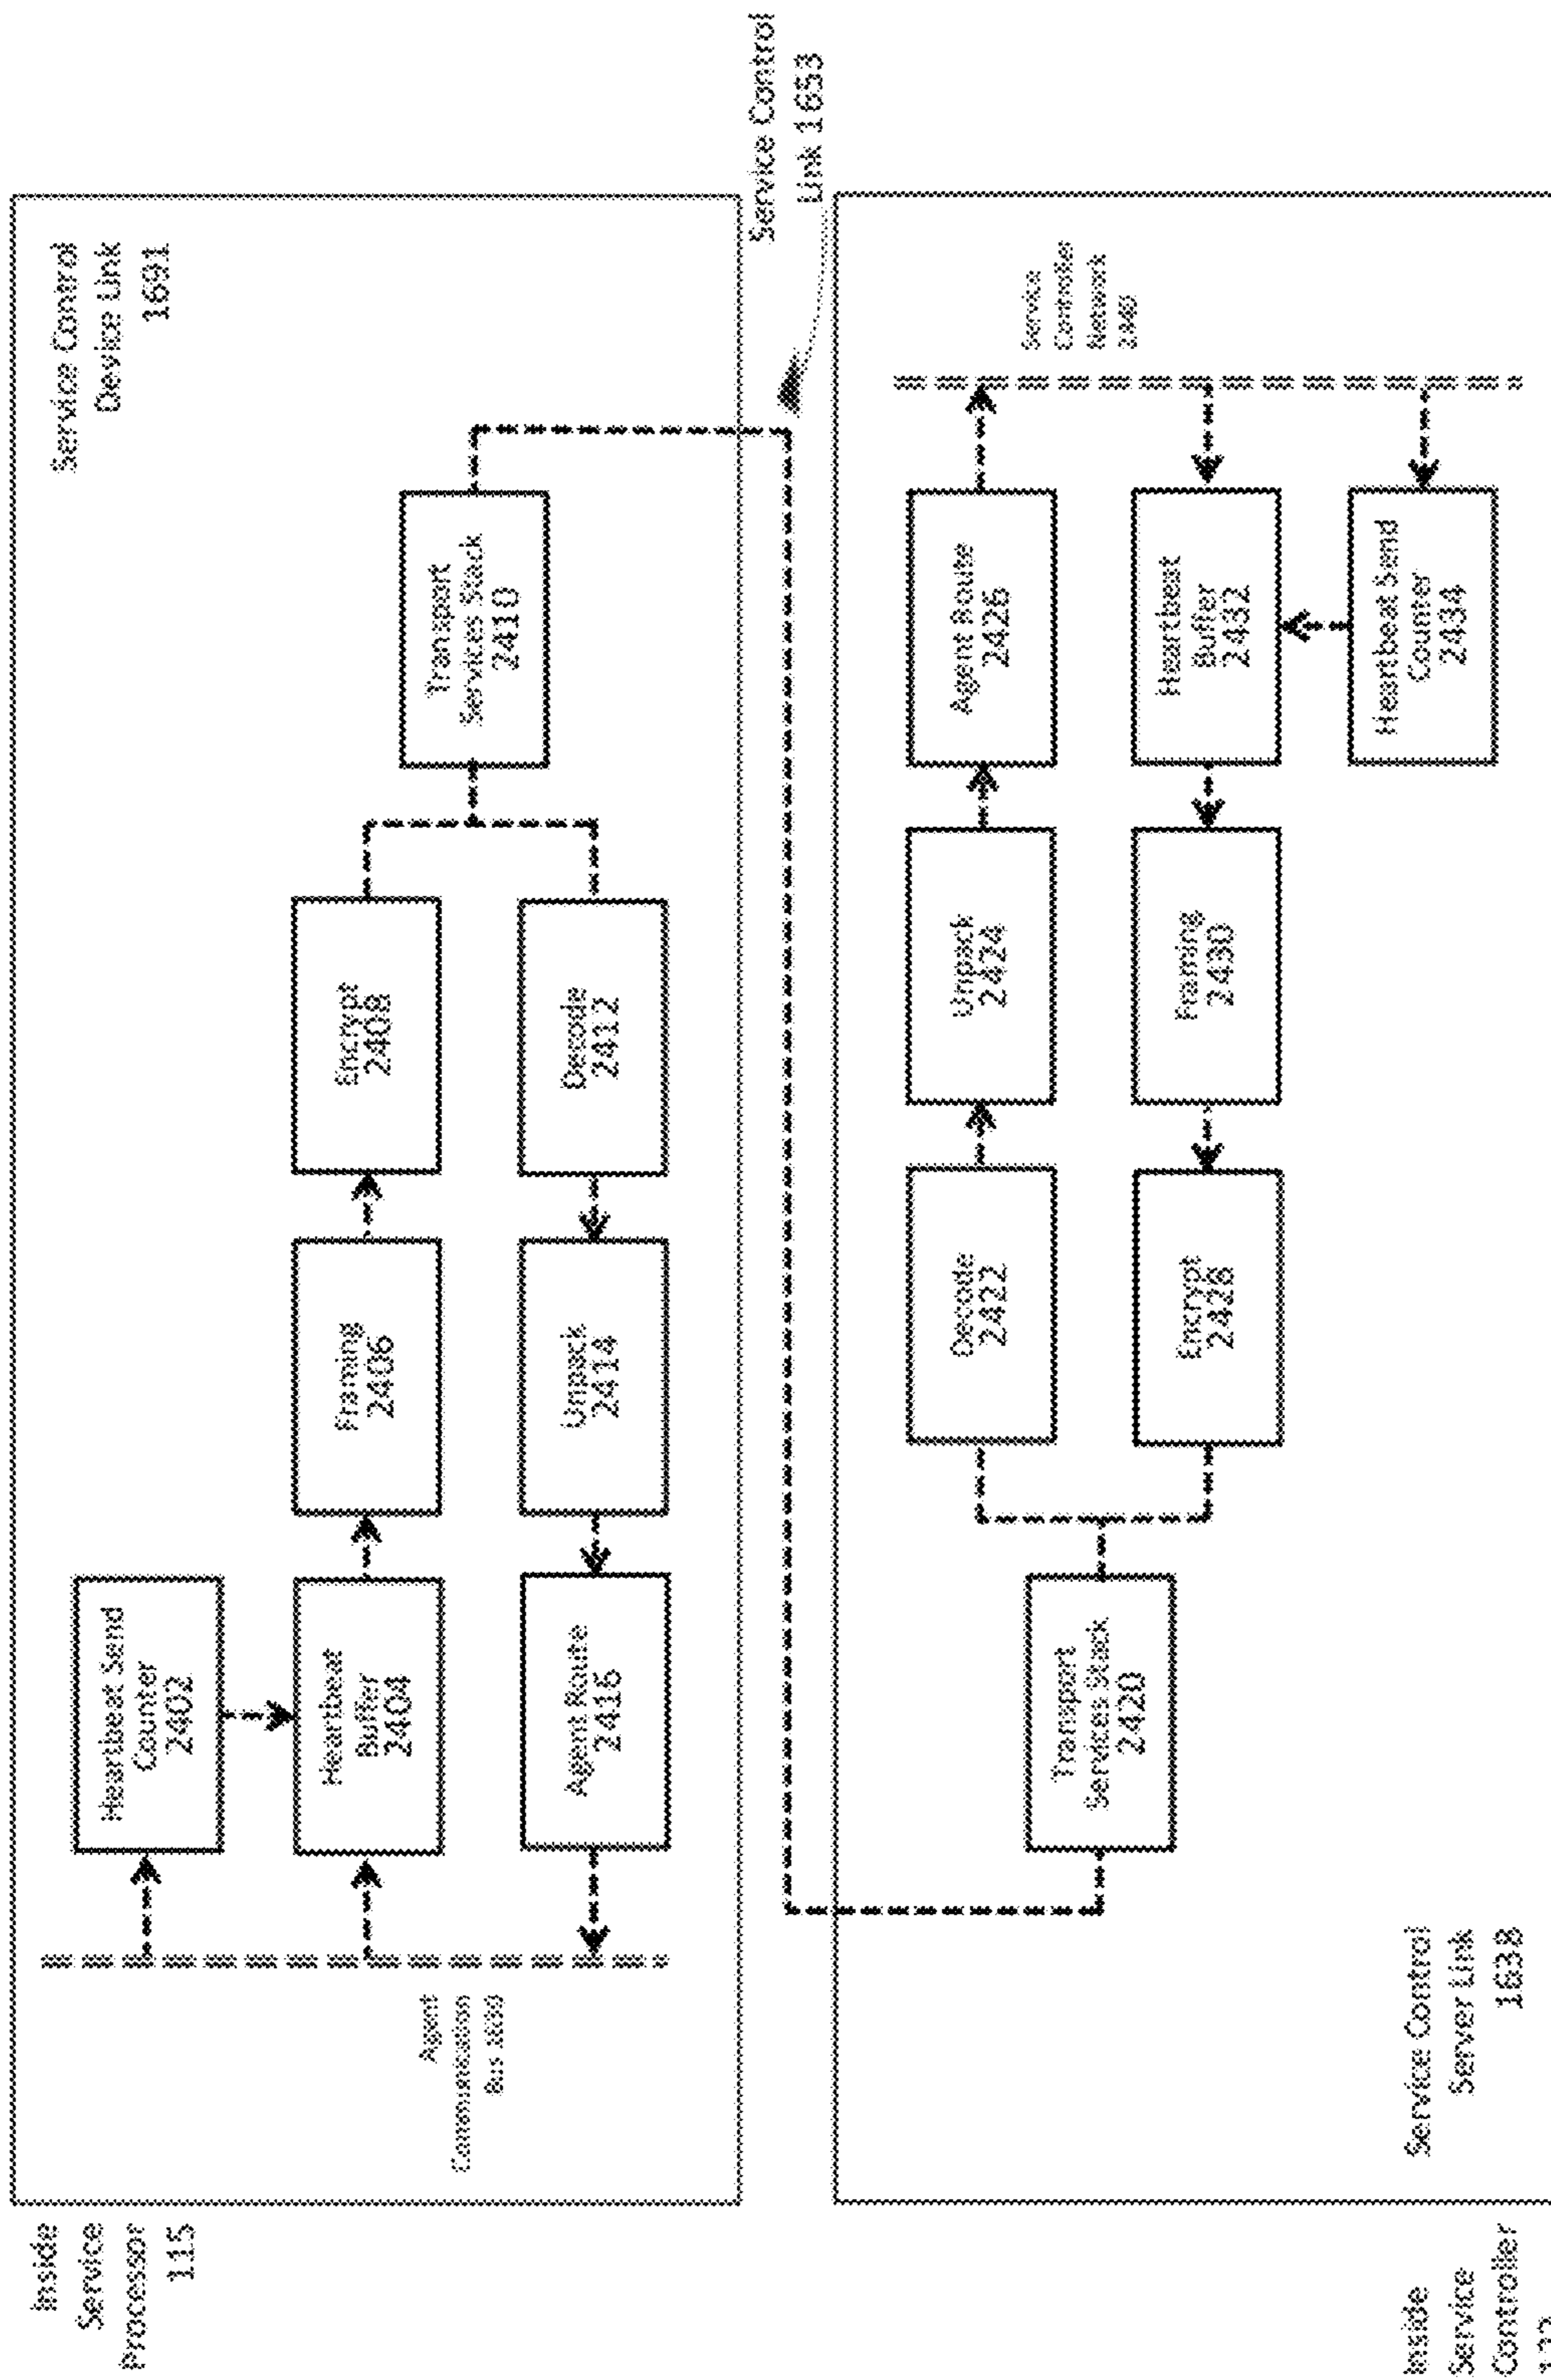 Inside
Service
Processor
115
Service Control
Device Link
1691
Heartbeat Send
Counter
2402
Heartbeat
Buffer
2404
Framing
2406
Encrypt
2408
Transport
Services Stack
2410
Agent
Communication
Bus
Agent Route
2416
Unpack
2414
Decode
2412
Service Control
Link 1653
Decode
2422
Unpack
2424
Agent Route
2426
Service
Controller
Network
Transport
Services Stack
2420
Encrypt
2428
Framing
2430
Heartbeat
Buffer
2432
Heartbeat Send
Counter
2434
Service Control
Server Link
1638
Inside
Service
Controller